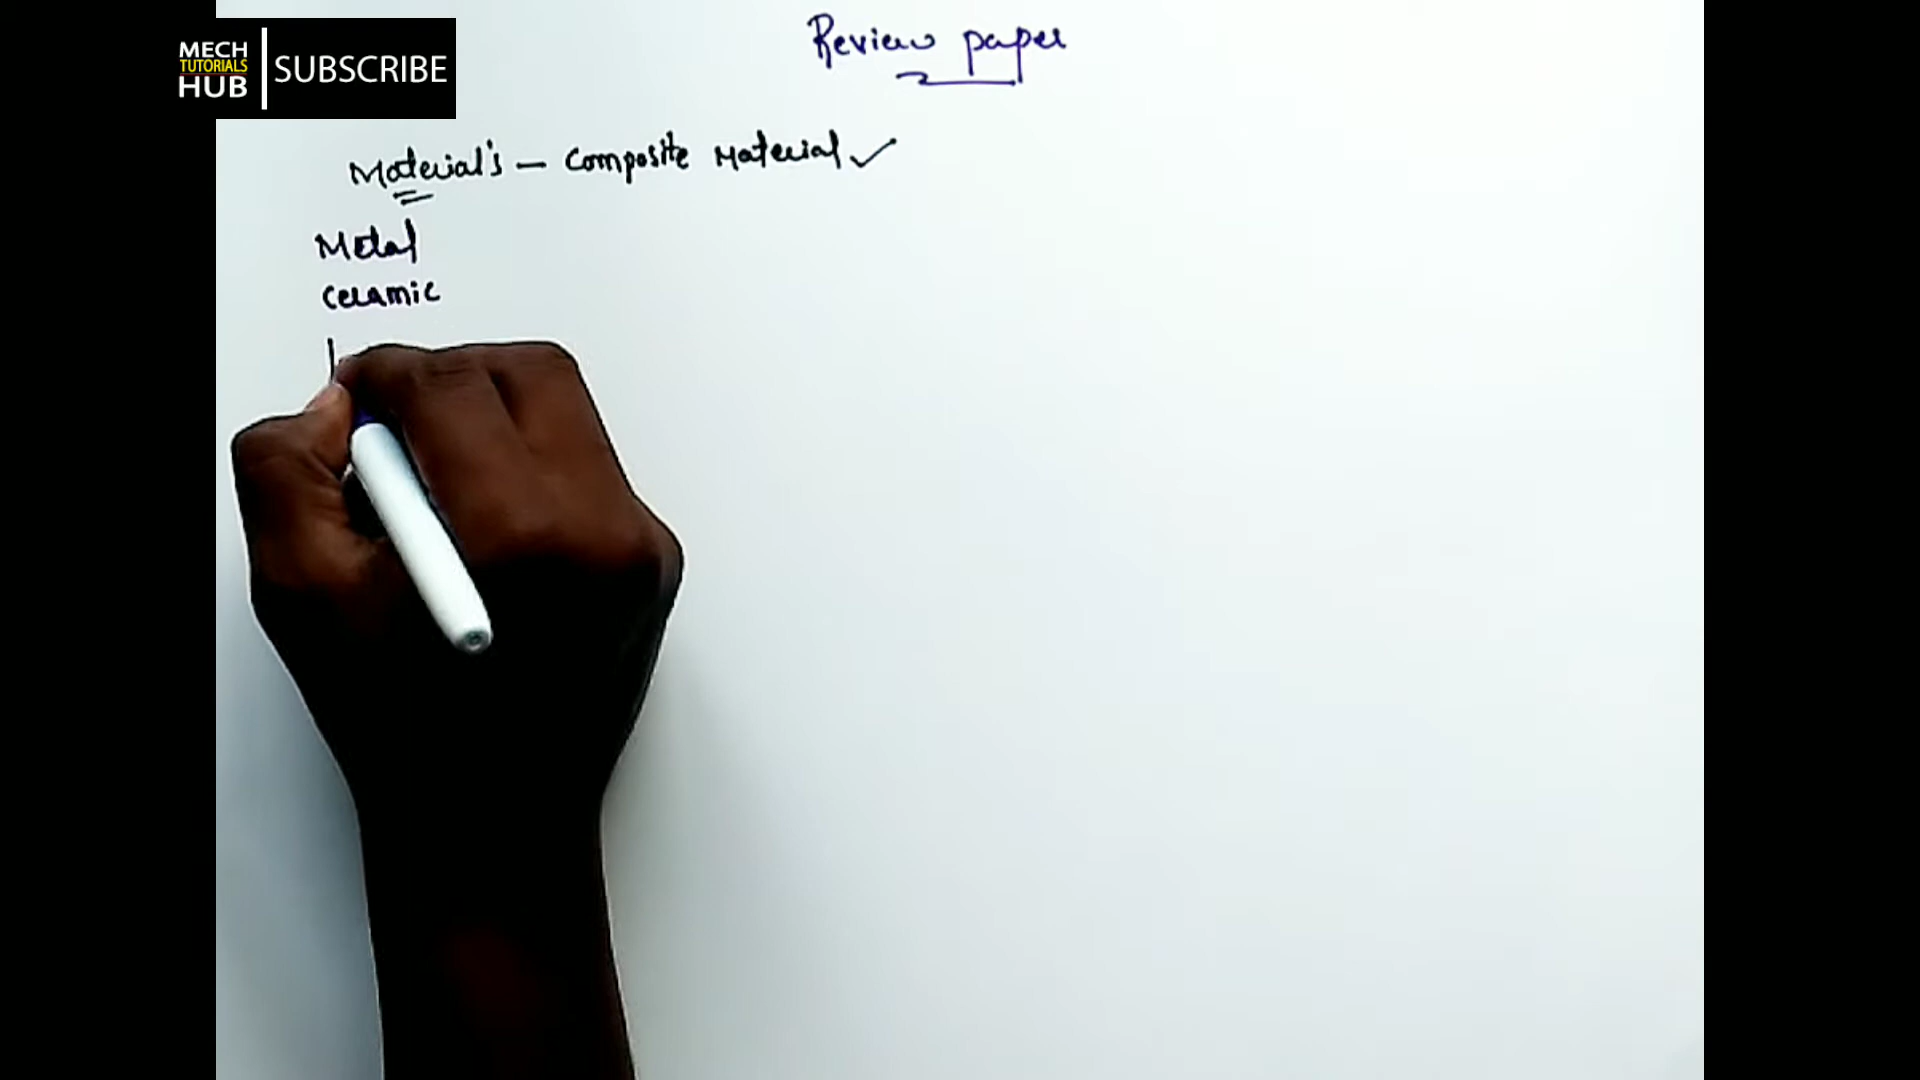 MECH
TUTORIALS
HUB
SUBSCRIBE
Review paper
Material's - Composite Material
Metal
Ceramic